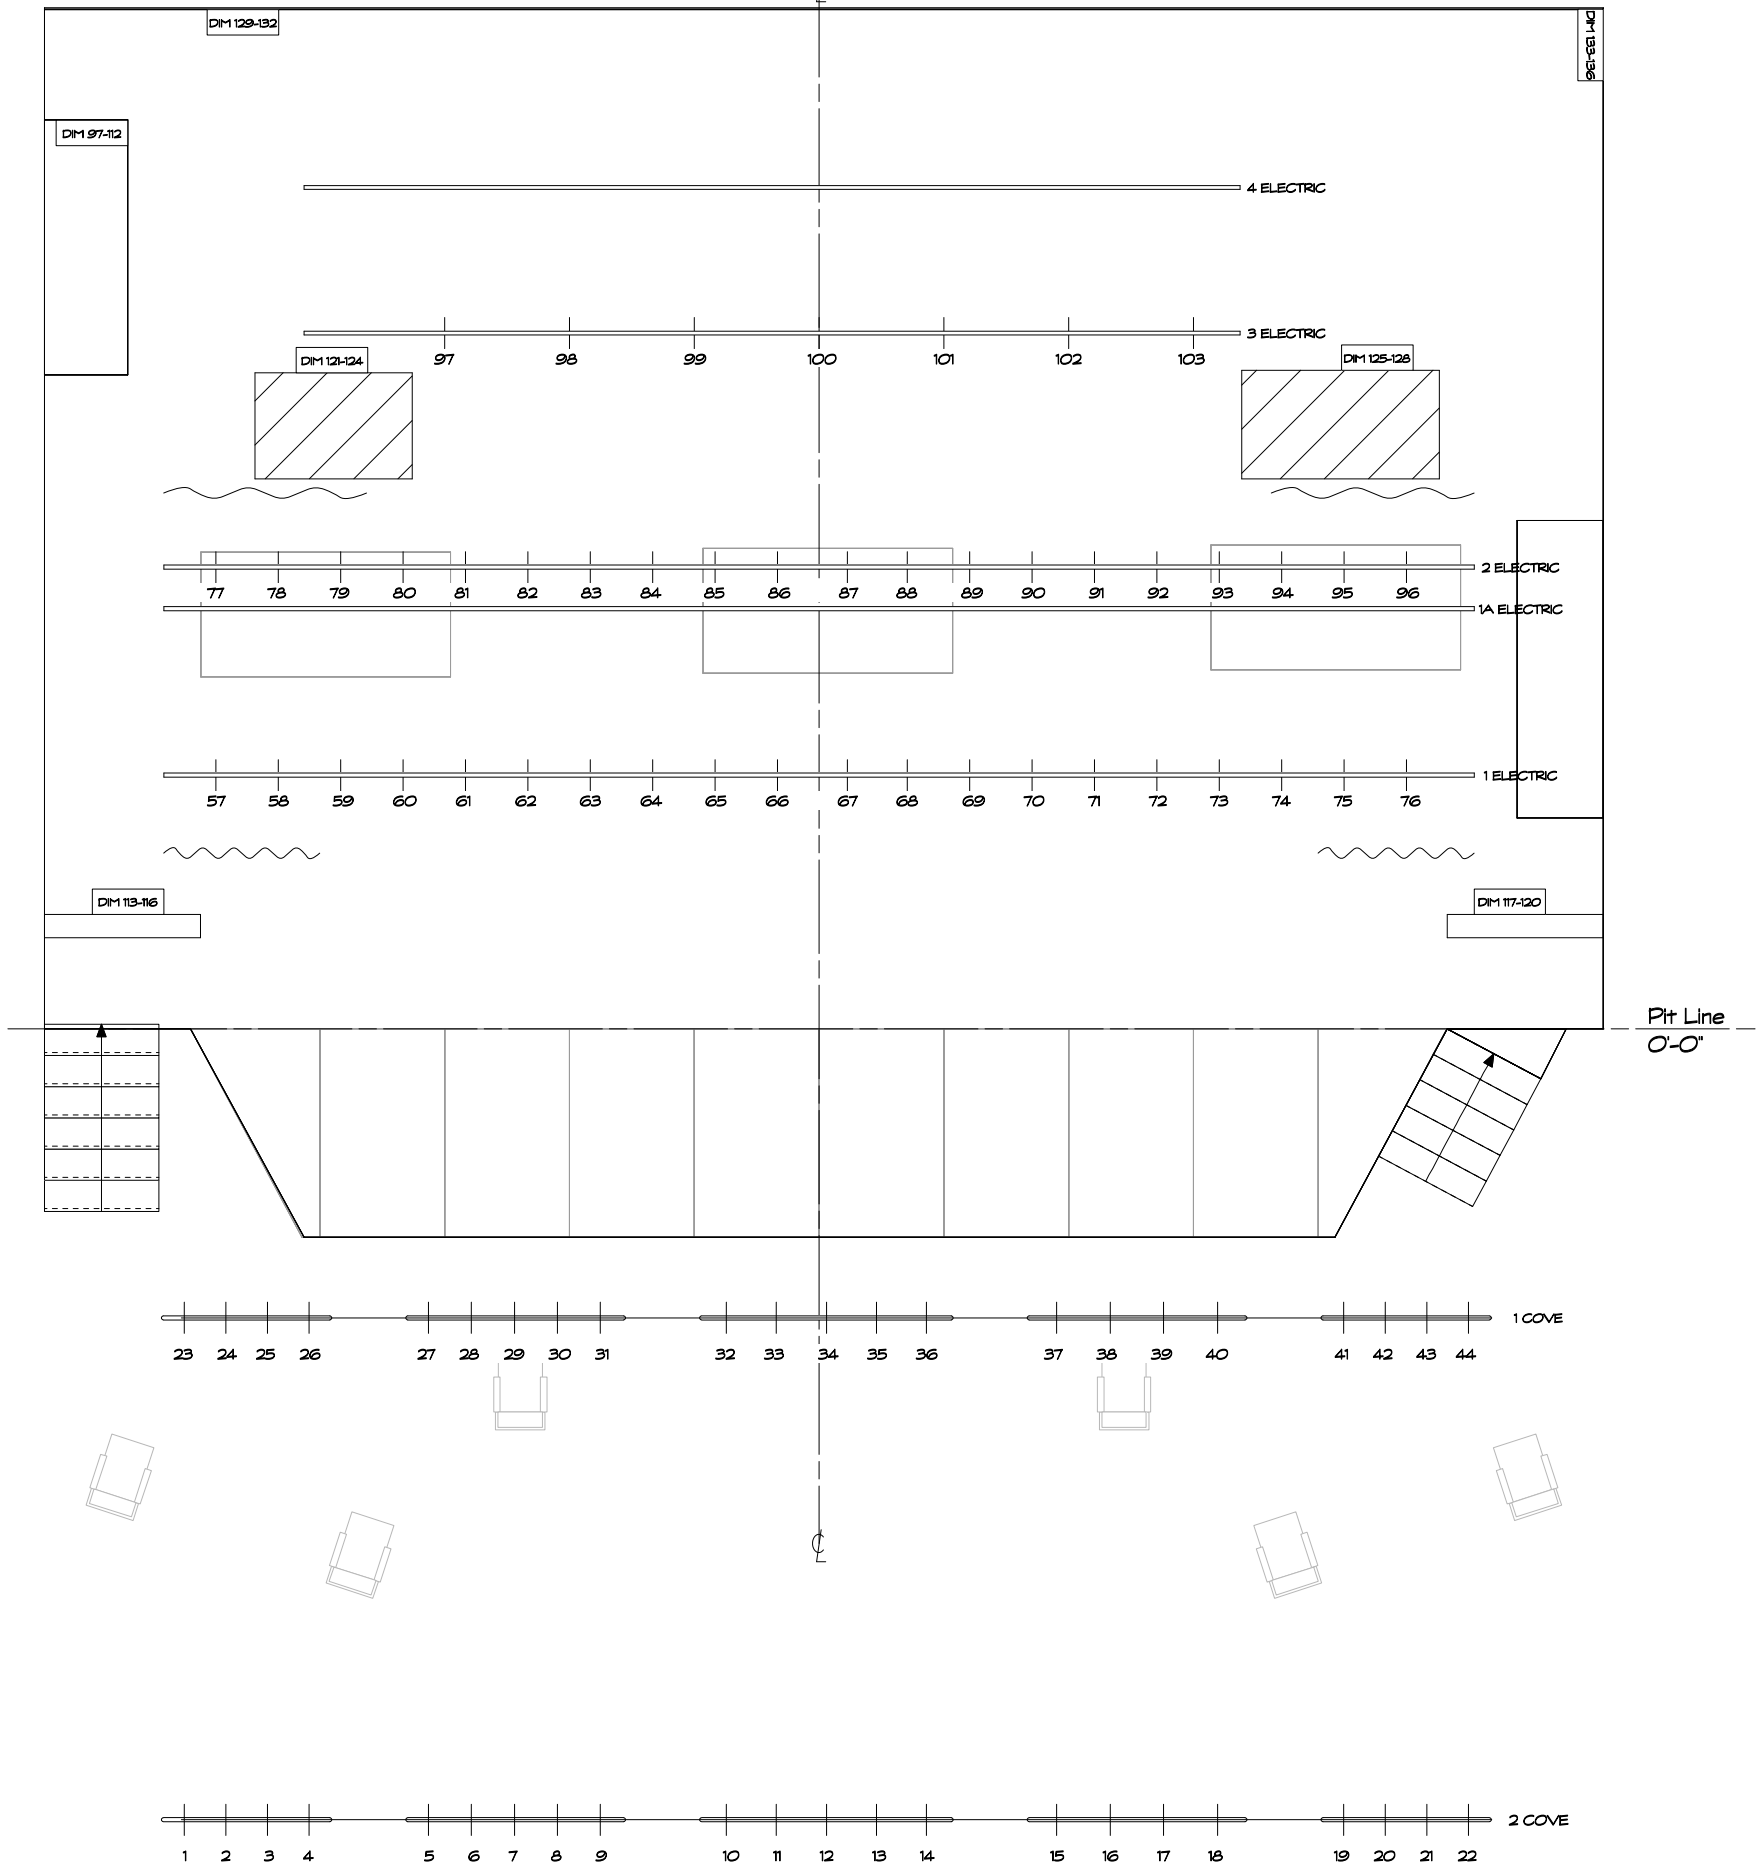 DIM 129-132
DIM 133-136
DIM 97-112
4 ELECTRIC
3 ELECTRIC
97 98 99 100 101 102 103
DIM 121-124
DIM 125-128
2 ELECTRIC
77 78 79 80 81 82 83 84 85 86 87 88 89 90 91 92 93 94 95 96
1A ELECTRIC
1 ELECTRIC
57 58 59 60 61 62 63 64 65 66 67 68 69 70 71 72 73 74 75 76
DIM 113-116
DIM 117-120
Pit Line
0'-0"
1 COVE
23 24 25 26 27 28 29 30 31 32 33 34 35 36 37 38 39 40 41 42 43 44
℄
2 COVE
1 2 3 4 5 6 7 8 9 10 11 12 13 14 15 16 17 18 19 20 21 22